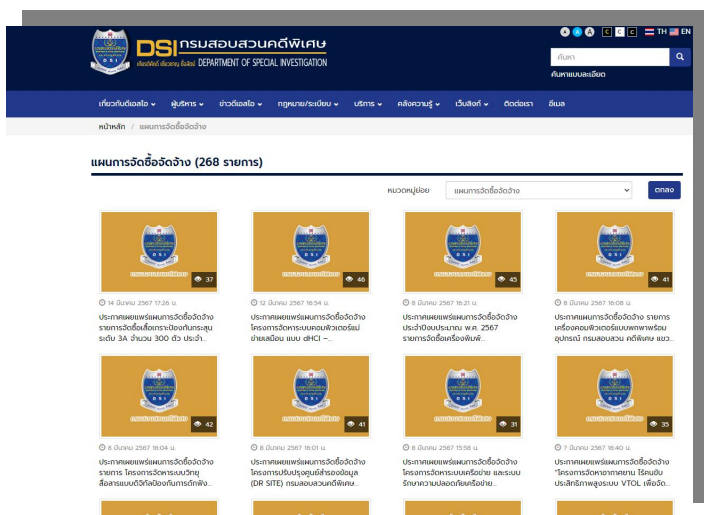 A A A C C C TH EN
DSI กรมสอบสวนคดีพิเศษ
DEPARTMENT OF SPECIAL INVESTIGATION
ค้นหา
ค้นหาแบบละเอียด
เกี่ยวกับดีเอสไอ ผู้บริหาร ข่าวดีเอสไอ กฎหมาย/ระเบียบ บริการ คลังความรู้ เว็บลิงก์ ติดต่อเรา อีเมล
หน้าหลัก / แผนการจัดซื้อจัดจ้าง
แผนการจัดซื้อจัดจ้าง (268 รายการ)
หมวดหมู่ย่อย แผนการจัดซื้อจัดจ้าง ตกลง
37 46 45 41
14 มีนาคม 2567 17:26 น.
ประกาศเผยแพร่แผนการจัดซื้อจัดจ้าง
รายการจัดซื้อเสื้อเกราะป้องกันกระสุน
ระดับ 3A จำนวน 300 ตัว ประจำ...
12 มีนาคม 2567 16:54 น.
ประกาศเผยแพร่แผนการจัดซื้อจัดจ้าง
โครงการจัดหาระบบคอมพิวเตอร์แม่
ข่ายเสมือน แบบ dHCI –...
8 มีนาคม 2567 16:21 น.
ประกาศเผยแพร่แผนการจัดซื้อจัดจ้าง
ประจำปีงบประมาณ พ.ศ. 2567
รายการจัดซื้อเครื่องพิมพ์...
8 มีนาคม 2567 16:08 น.
ประกาศเผยแพร่แผนการจัดซื้อจัดจ้าง รายการ
เครื่องคอมพิวเตอร์แบบพกพาพร้อม
อุปกรณ์ กรมสอบสวน คดีพิเศษ แขว...
42 41 31 35
8 มีนาคม 2567 16:04 น.
ประกาศเผยแพร่แผนการจัดซื้อจัดจ้าง
รายการ โครงการจัดหาระบบวิทยุ
สื่อสารแบบดิจิทัลป้องกันการดักฟัง...
8 มีนาคม 2567 16:01 น.
ประกาศเผยแพร่แผนการจัดซื้อจัดจ้าง
โครงการปรับปรุงศูนย์สำรองข้อมูล
(DR SITE) กรมสอบสวนคดีพิเศษ...
8 มีนาคม 2567 15:58 น.
ประกาศเผยแพร่แผนการจัดซื้อจัดจ้าง
โครงการจัดหาระบบเครือข่าย และระบบ
รักษาความปลอดภัยเครือข่าย...
7 มีนาคม 2567 16:40 น.
ประกาศเผยแพร่แผนการจัดซื้อจัดจ้าง
"โครงการจัดหาอากาศยาน ไร้คนขับ
ประสิทธิภาพสูงระบบ VTOL เพื่อจัด...